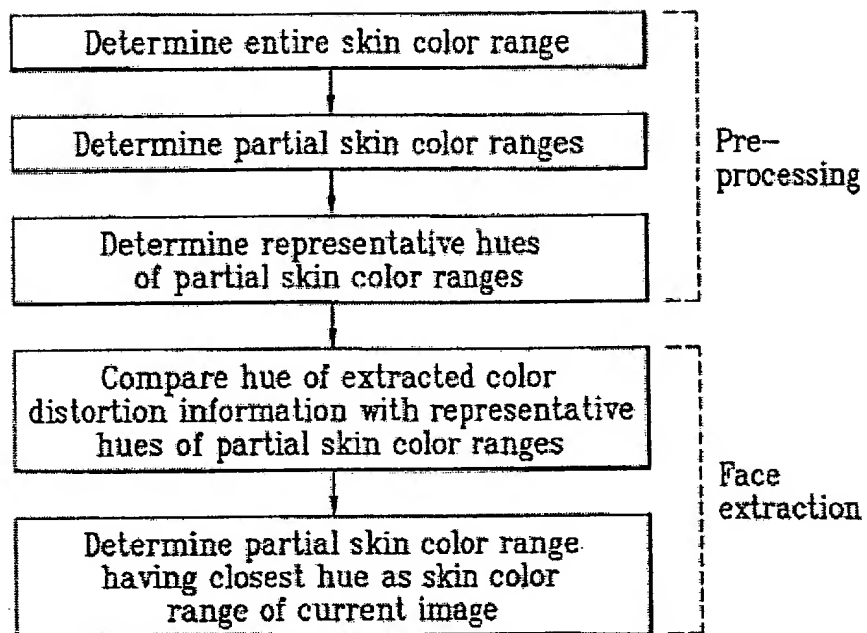 Determine entire skin color range
Determine partial skin color ranges
Pre-
processing
Determine representative hues
of partial skin color ranges
Compare hue of extracted color
distortion information with representative
hues of partial skin color ranges
Face
extraction
Determine partial skin color range
having closest hue as skin color
range of current image